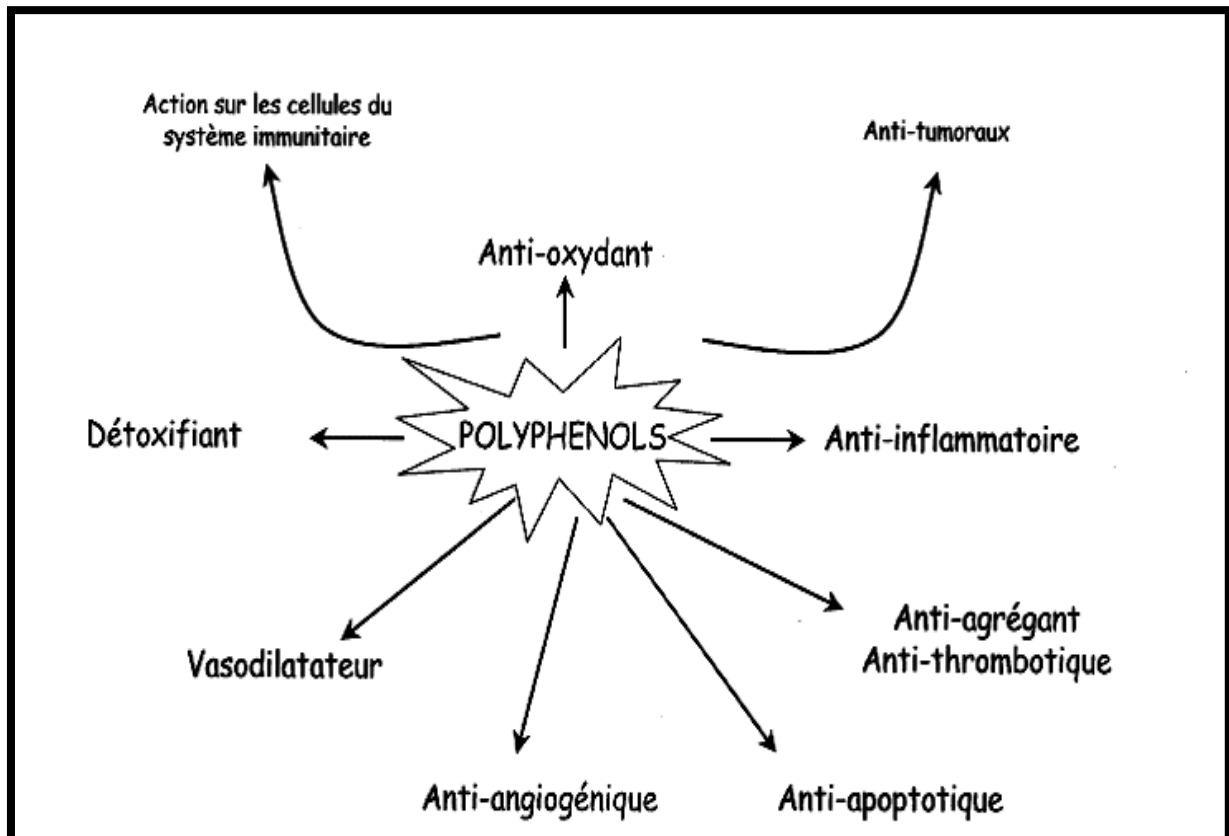 Action sur les cellules du
système immunitaire
Anti-tumoraux
Anti-oxydant
Détoxifiant
POLYPHENOLS
Anti-inflammatoire
Anti-agrégant
Anti-thrombotique
Vasodilatateur
Anti-angiogénique
Anti-apoptotique